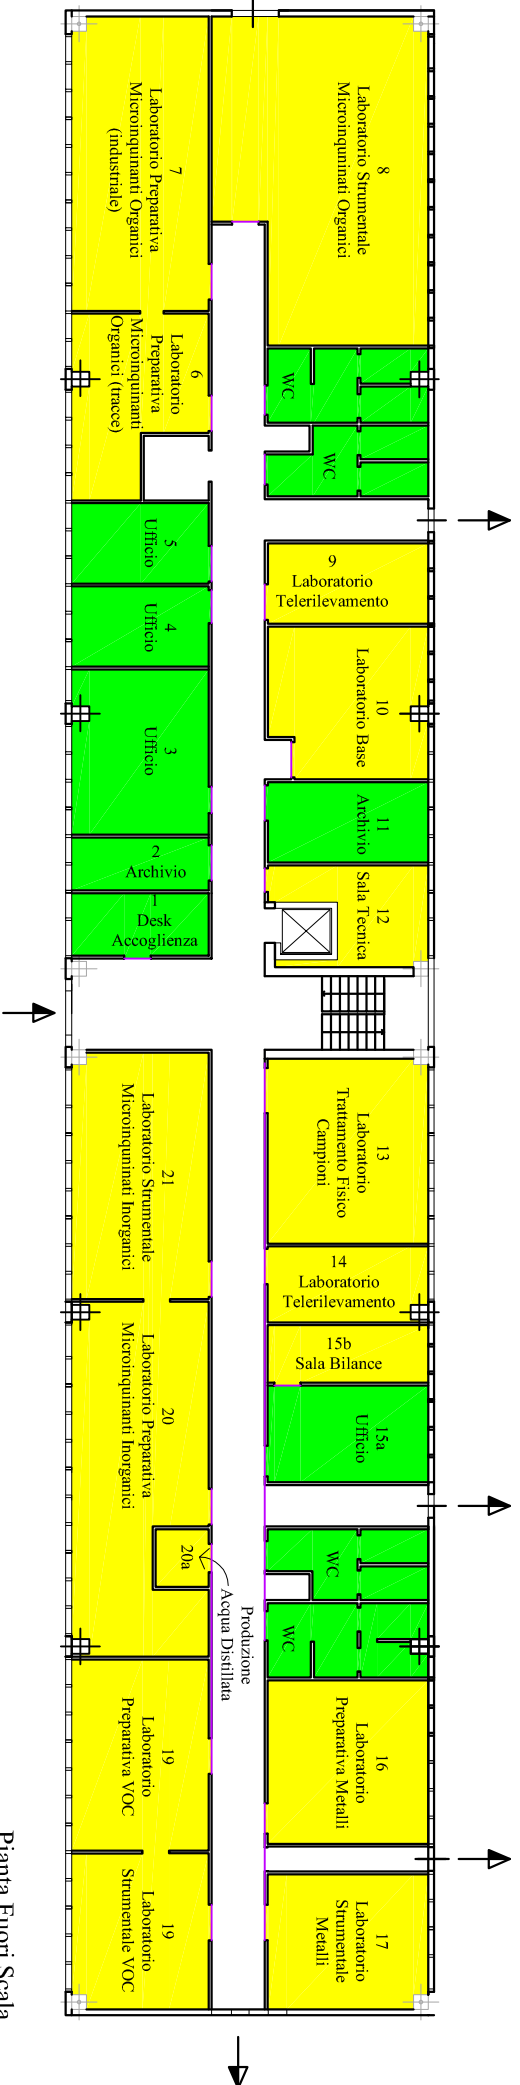 8
Laboratorio Strumentale
Microinquninati Organici
7
Laboratorio Preparativa
Microinquinanti Organici
(industriale)
6
Laboratorio
Preparativa
Microinquinanti
Organici (tracce)
WC
WC
5
Ufficio
4
Ufficio
3
Ufficio
2
Archivio
1
Desk
Accoglienza
9
Laboratorio
Telerilevamento
10
Laboratorio Base
11
Archivio
12
Sala Tecnica
13
Laboratorio
Trattamento Fisico
Campioni
14
Laboratorio
Telerilevamento
15b
Sala Bilance
15a
Ufficio
21
Laboratorio Strumentale
Microinquninati Inorganici
20
Laboratorio Preparativa
Microinquinanti Inorganici
20a
Produzione
Acqua Distillata
WC
WC
19
Laboratorio
Preparativa VOC
19
Laboratorio
Strumentale VOC
16
Laboratorio
Preparativa Metalli
17
Laboratorio
Strumentale
Metalli
Pianta Fuori Scala